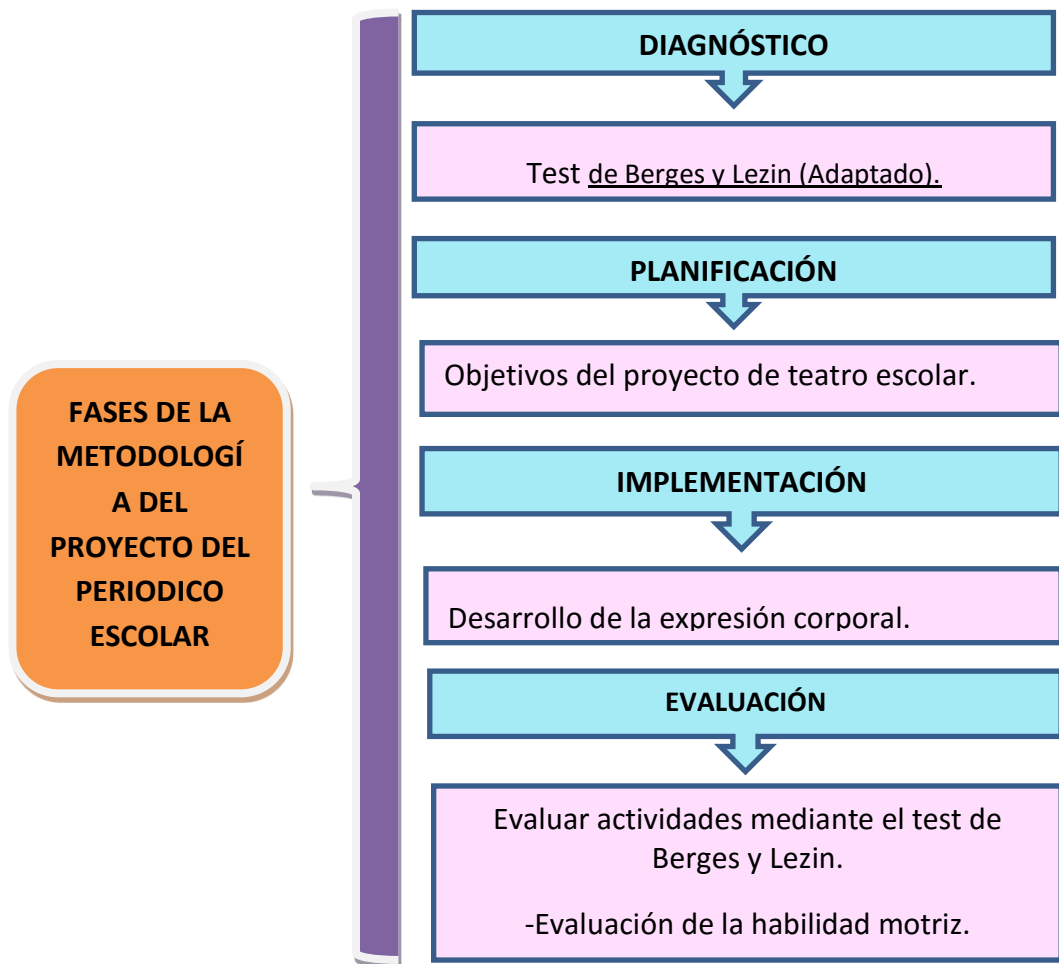 FASES DE LA
METODOLOGÍ
A DEL
PROYECTO DEL
PERIODICO
ESCOLAR
DIAGNÓSTICO
Test de Berges y Lezin (Adaptado).
PLANIFICACIÓN
Objetivos del proyecto de teatro escolar.
IMPLEMENTACIÓN
Desarrollo de la expresión corporal.
EVALUACIÓN
Evaluar actividades mediante el test de
Berges y Lezin.
-Evaluación de la habilidad motriz.